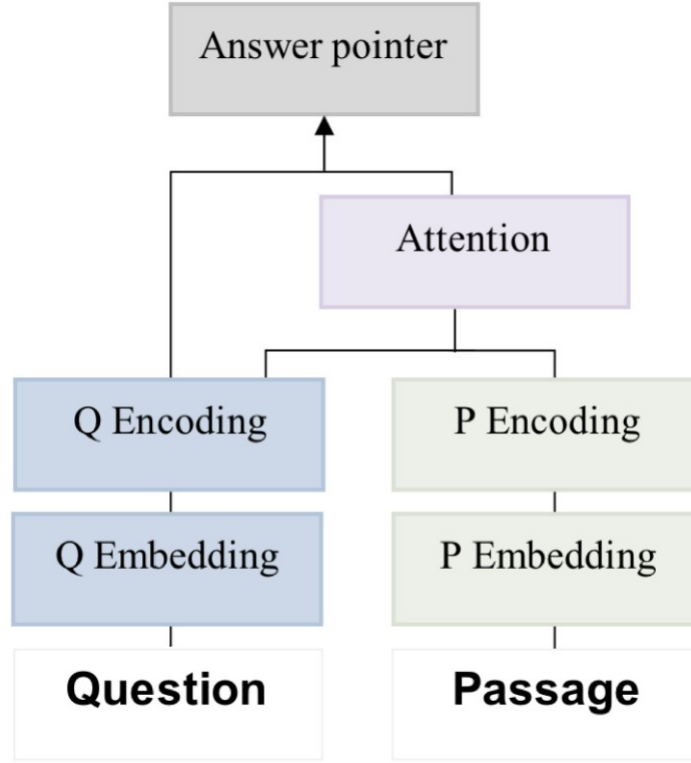 Answer pointer
Attention
Q Encoding
P Encoding
Q Embedding
P Embedding
Question
Passage